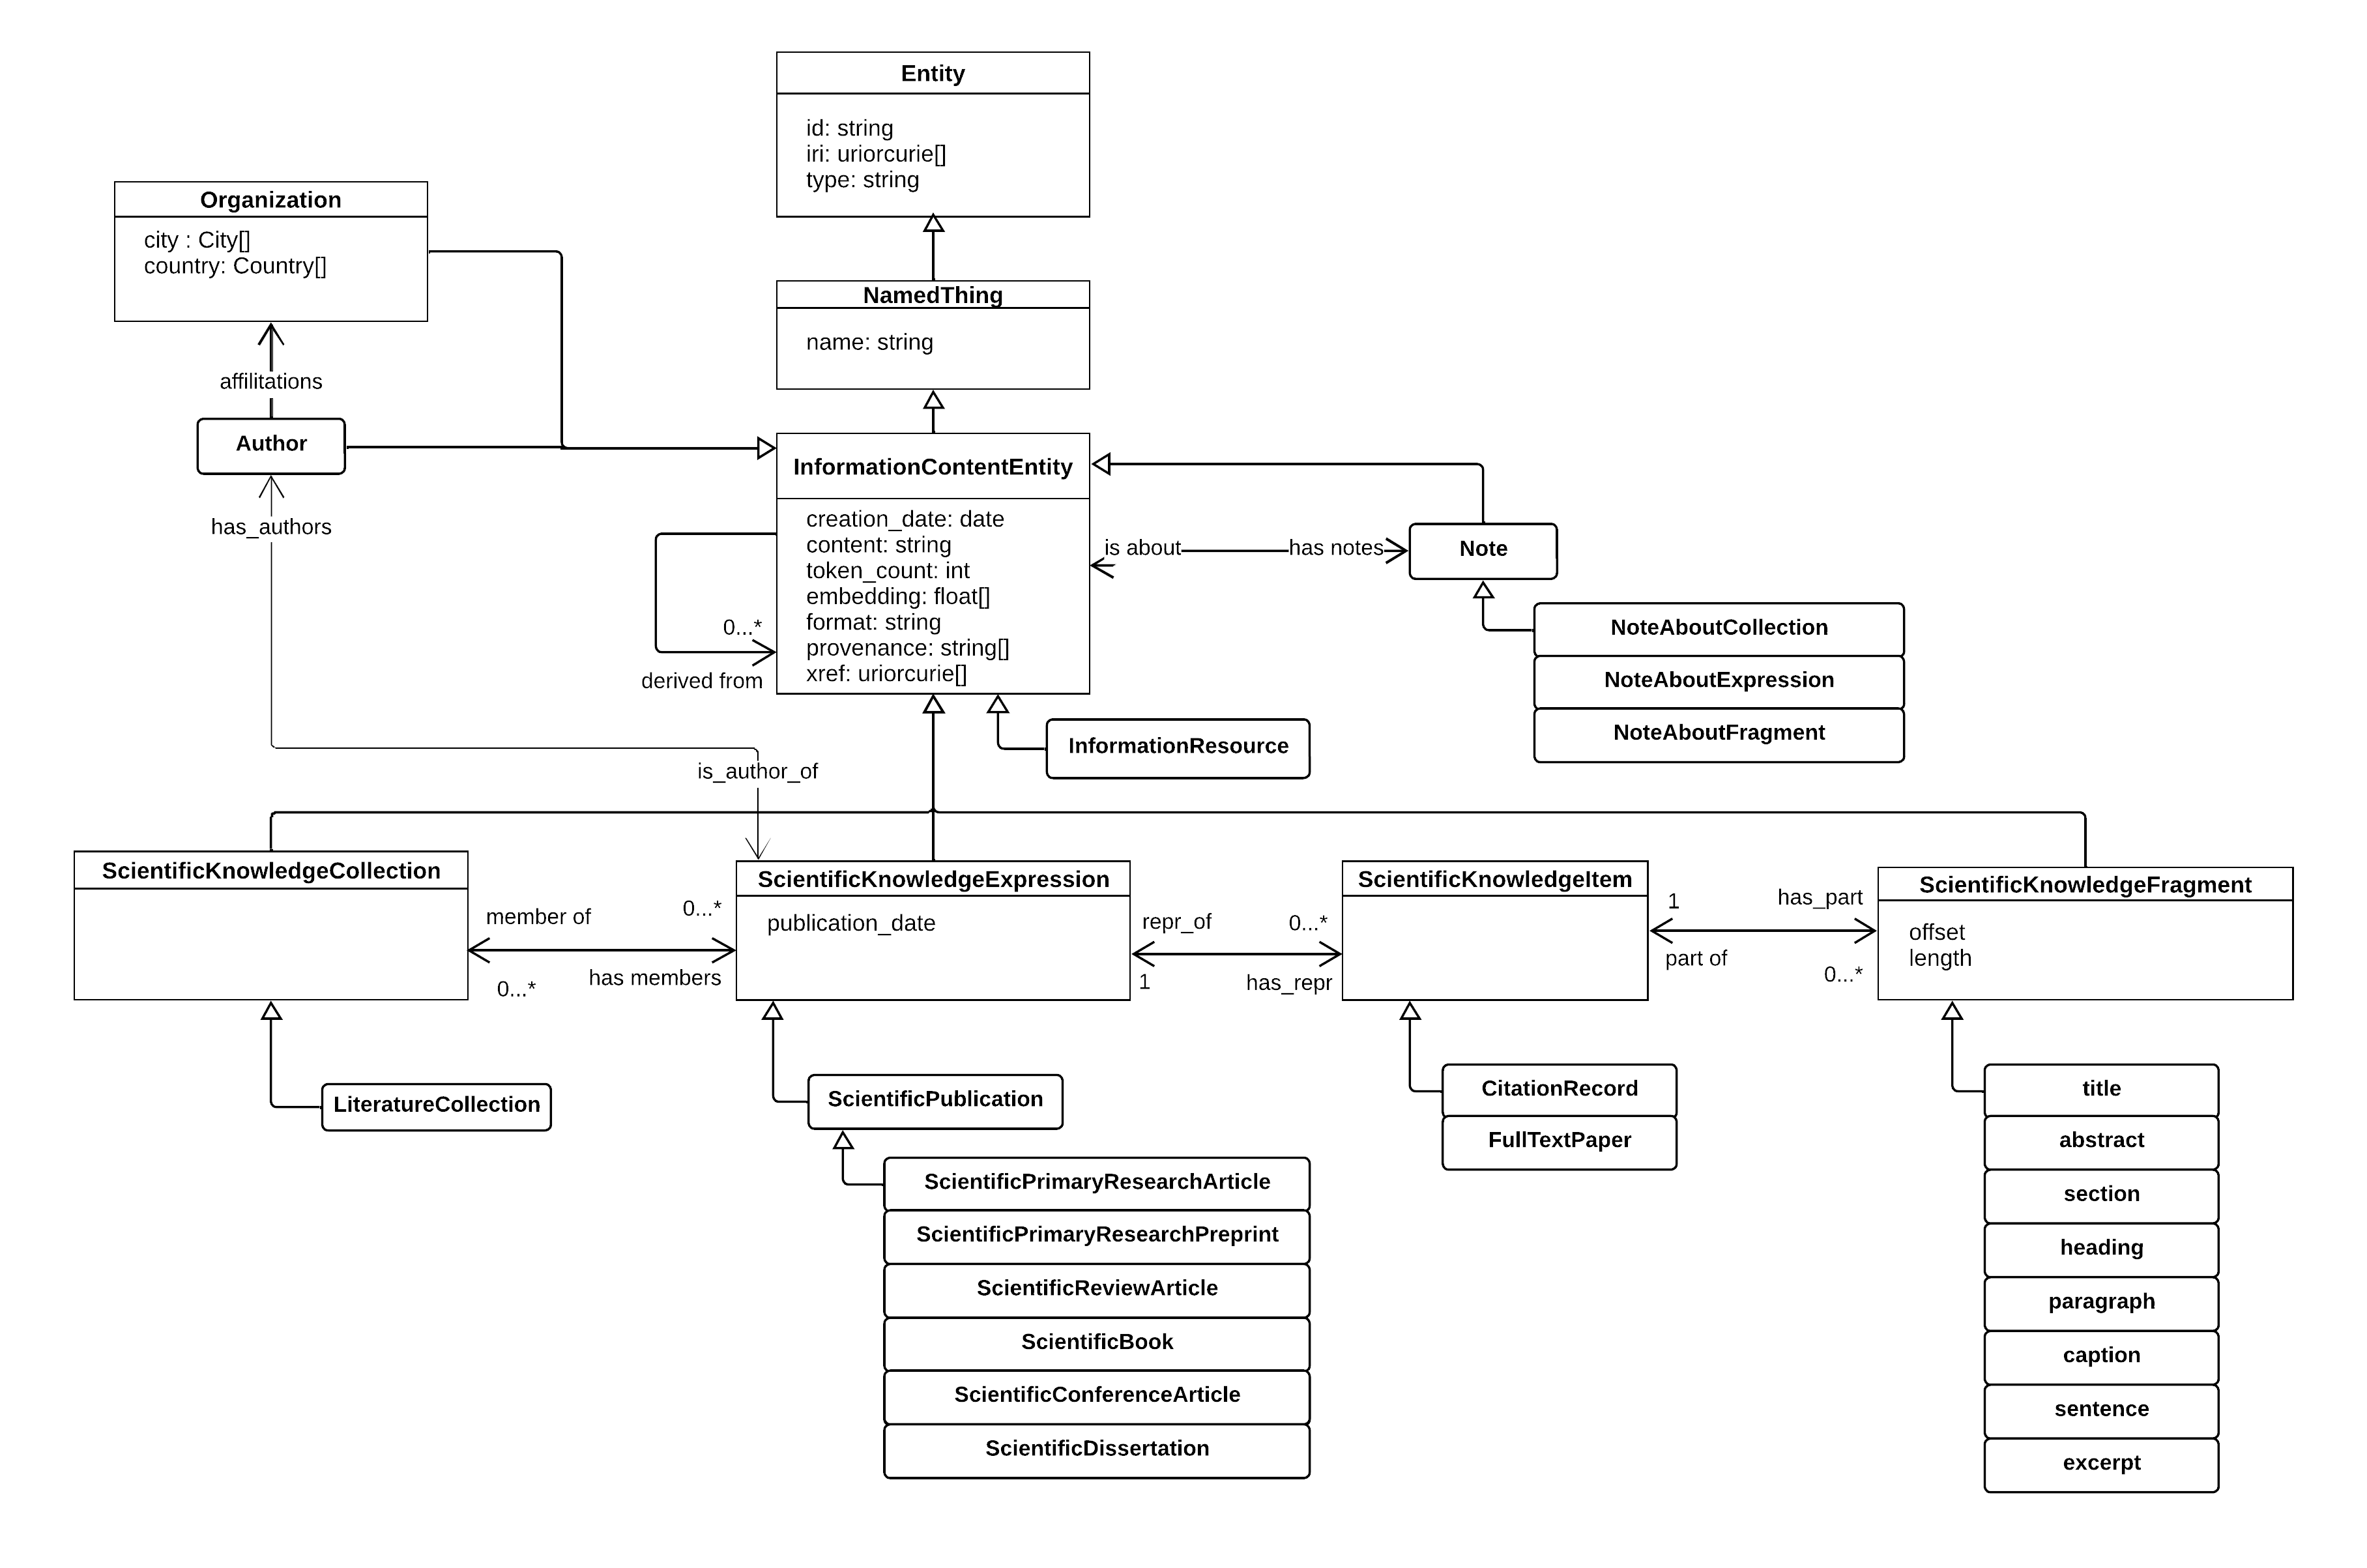 Entity
id: string
iri: uriorcurie[]
type: string
Organization
city : City[]
country: Country[]
NamedThing
name: string
affilitations
Author
has_authors
InformationContentEntity
creation_date: date
content: string
token_count: int
embedding: float[]
format: string
provenance: string[]
xref: uriorcurie[]
0...*
derived from
is about
has notes
Note
NoteAboutCollection
NoteAboutExpression
NoteAboutFragment
InformationResource
is_author_of
ScientificKnowledgeCollection
member of
0...*
0...*
has members
ScientificKnowledgeExpression
publication_date
repr_of
0...*
1
has_repr
ScientificKnowledgeItem
1
has_part
part of
0...*
ScientificKnowledgeFragment
offset
length
LiteratureCollection
ScientificPublication
ScientificPrimaryResearchArticle
ScientificPrimaryResearchPreprint
ScientificReviewArticle
ScientificBook
ScientificConferenceArticle
ScientificDissertation
CitationRecord
FullTextPaper
title
abstract
section
heading
paragraph
caption
sentence
excerpt